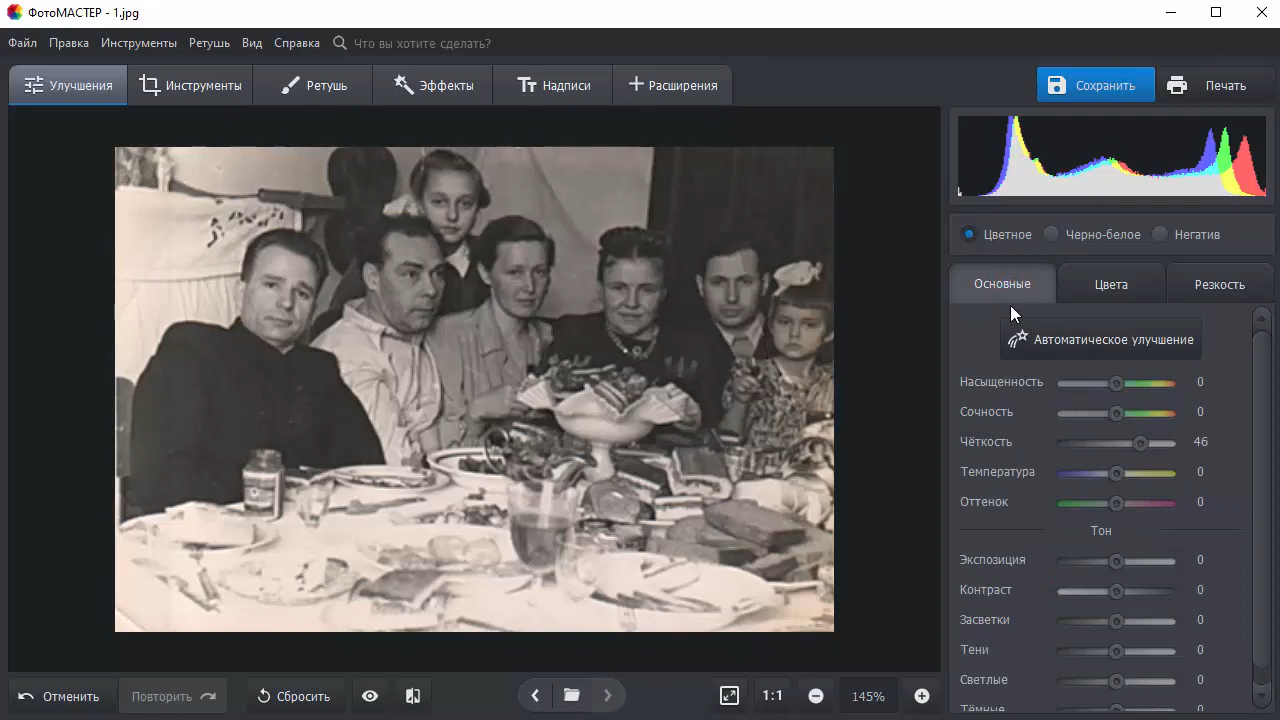 ФотоМАСТЕР - 1.jpg
Файл Правка Инструменты Ретушь Вид Справка Что вы хотите сделать?
Улучшения Инструменты Ретушь Эффекты Надписи Расширения Сохранить Печать
Цветное Черно-белое Негатив
Основные Цвета Резкость
Автоматическое улучшение
Насыщенность 0
Сочность 0
Чёткость 46
Температура 0
Оттенок 0
Тон
Экспозиция 0
Контраст 0
Засветки 0
Тени 0
Светлые 0
Тёмные 0
Отменить Повторить Сбросить 1:1 145%